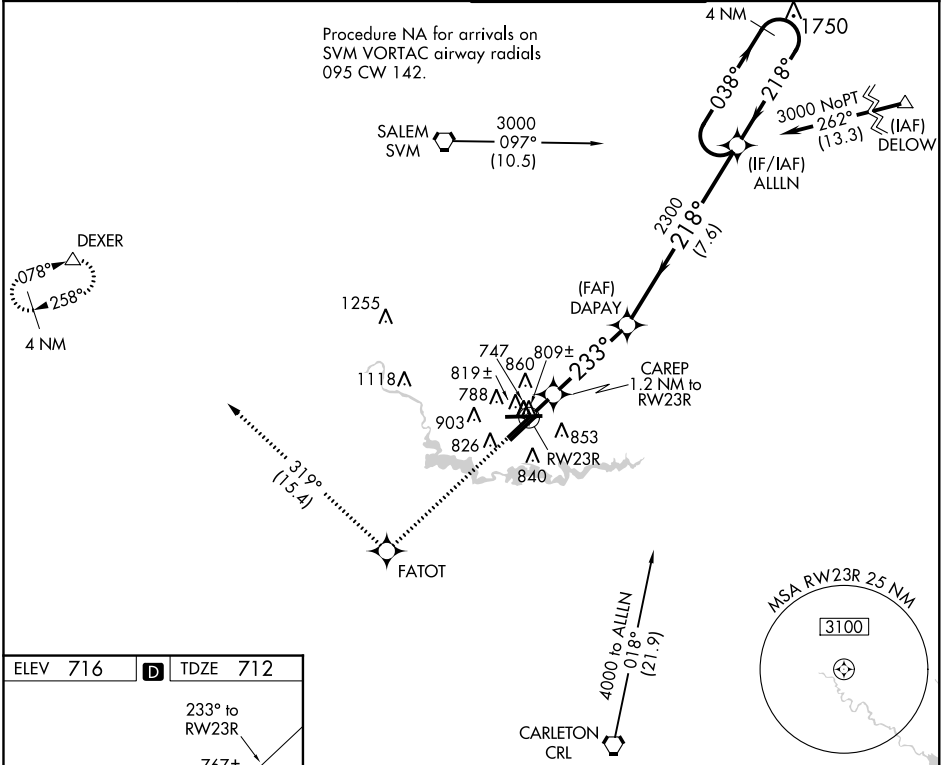 4 NM
1750
Procedure NA for arrivals on
SVM VORTAC airway radials
095 CW 142.
038°
218°
3000 NoPT
262°
(13.3)
(IAF)
DELOW
SALEM
SVM
3000
097°
(10.5)
(IF/IAF)
ALLLN
2300
218°
(7.6)
DEXER
078°
258°
4 NM
(FAF)
DAPAY
1255
233°
747
809±
860
CAREP
1.2 NM to
RW23R
1118
819±
788
903
826
853
RW23R
840
319°
(15.4)
FATOT
MSA RW23R 25 NM
3100
4000 to ALLLN
018°
(21.9)
CARLETON
CRL
ELEV 716
D
TDZE 712
233° to
RW23R
767±